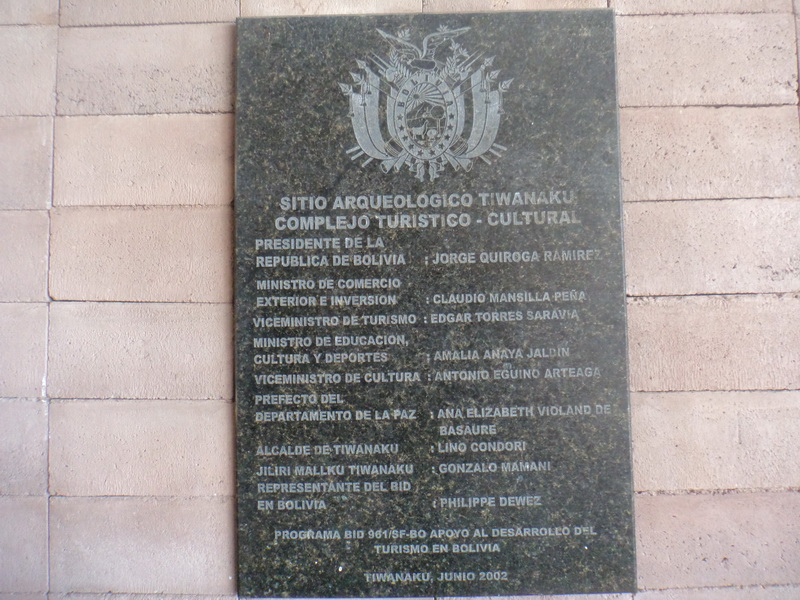 SITIO ARQUEOLOGICO TIWANAKU
COMPLEJO TURISTICO - CULTURAL
PRESIDENTE DE LA
REPUBLICA DE BOLIVIA : JORGE QUIROGA RAMIREZ
MINISTRO DE COMERCIO
EXTERIOR E INVERSION : CLAUDIO MANSILLA PEÑA
VICEMINISTRO DE TURISMO : EDGAR TORRES SARAVIA
MINISTRO DE EDUCACION,
CULTURA Y DEPORTES : AMALIA ANAYA JALDIN
VICEMINISTRO DE CULTURA : ANTONIO EGUINO ARTEAGA
PREFECTO DEL
DEPARTAMENTO DE LA PAZ : ANA ELIZABETH VIOLAND DE
BASAURE
ALCALDE DE TIWANAKU : LINO CONDORI
JILIRI MALLKU TIWANAKU : GONZALO MAMANI
REPRESENTANTE DEL BID
EN BOLIVIA : PHILIPPE DEWEZ
PROGRAMA BID 961/SF-BO APOYO AL DESARROLLO DEL
TURISMO EN BOLIVIA
TIWANAKU, JUNIO 2002